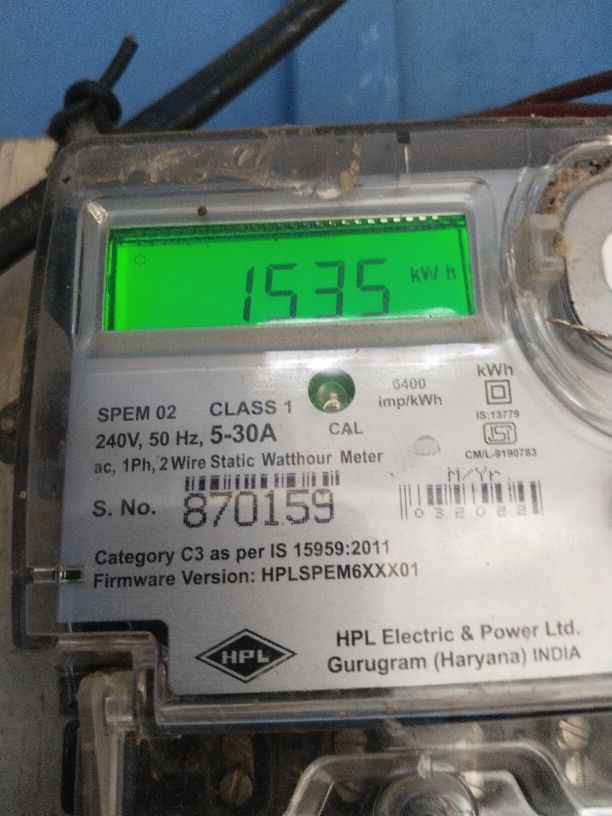 1535 kWh
6400
imp/kWh
kWh
SPEM 02 CLASS 1
240V, 50 Hz, 5-30A
CAL
IS:13779
ISI
CM/L-9190783
ac, 1Ph, 2 Wire Static Watthour Meter
M/Yr.
S. No. 870159
032022
Category C3 as per IS 15959:2011
Firmware Version: HPLSPEM6XXX01
HPL
HPL Electric & Power Ltd.
Gurugram (Haryana) INDIA